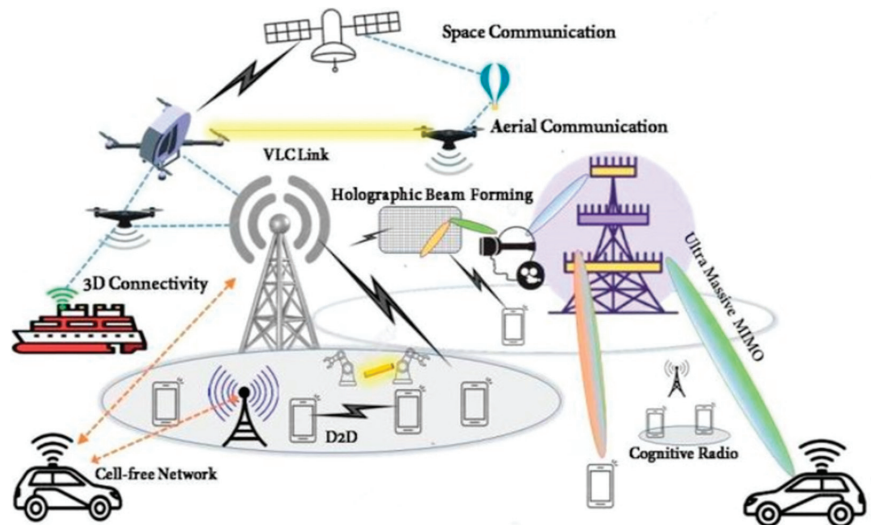 Space Communication
Aerial Communication
VLC Link
Holographic Beam Forming
3D Connectivity
Ultra Massive MIMO
D2D
Cell-free Network
Cognitive Radio